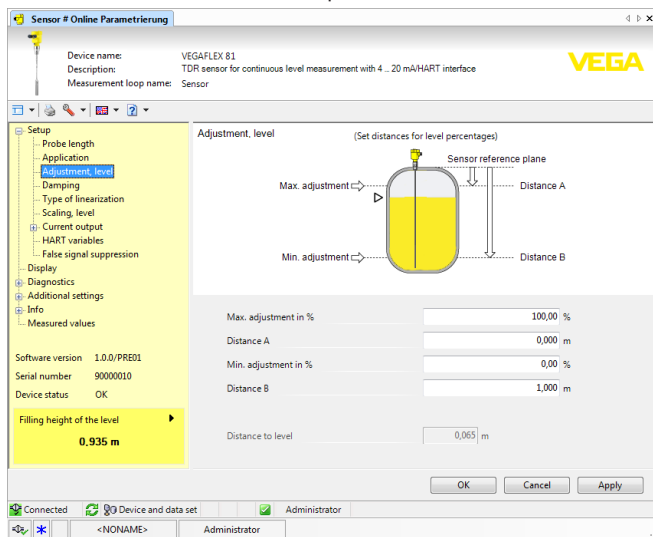 Sensor # Online Parametrierung
Device name: VEGAFLEX 81
Description: TDR sensor for continuous level measurement with 4 .. 20 mA/HART interface
Measurement loop name: Sensor
VEGA
Setup
Probe length
Application
Adjustment, level
Damping
Type of linearization
Scaling, level
Current output
HART variables
False signal suppression
Display
Diagnostics
Additional settings
Info
Measured values
Software version 1.0.0/PRE01
Serial number 90000010
Device status OK
Filling height of the level
0,935 m
Adjustment, level (Set distances for level percentages)
Sensor reference plane
Max. adjustment Distance A
Min. adjustment Distance B
Max. adjustment in % 100,00 %
Distance A 0,000 m
Min. adjustment in % 0,00 %
Distance B 1,000 m
Distance to level 0,065 m
OK Cancel Apply
Connected Device and data set Administrator
<NONAME> Administrator